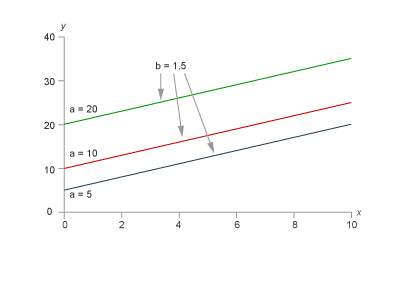 y
40
b = 1.5
30
a = 20
20
a = 10
10
a = 5
0
x
0 2 4 6 8 10